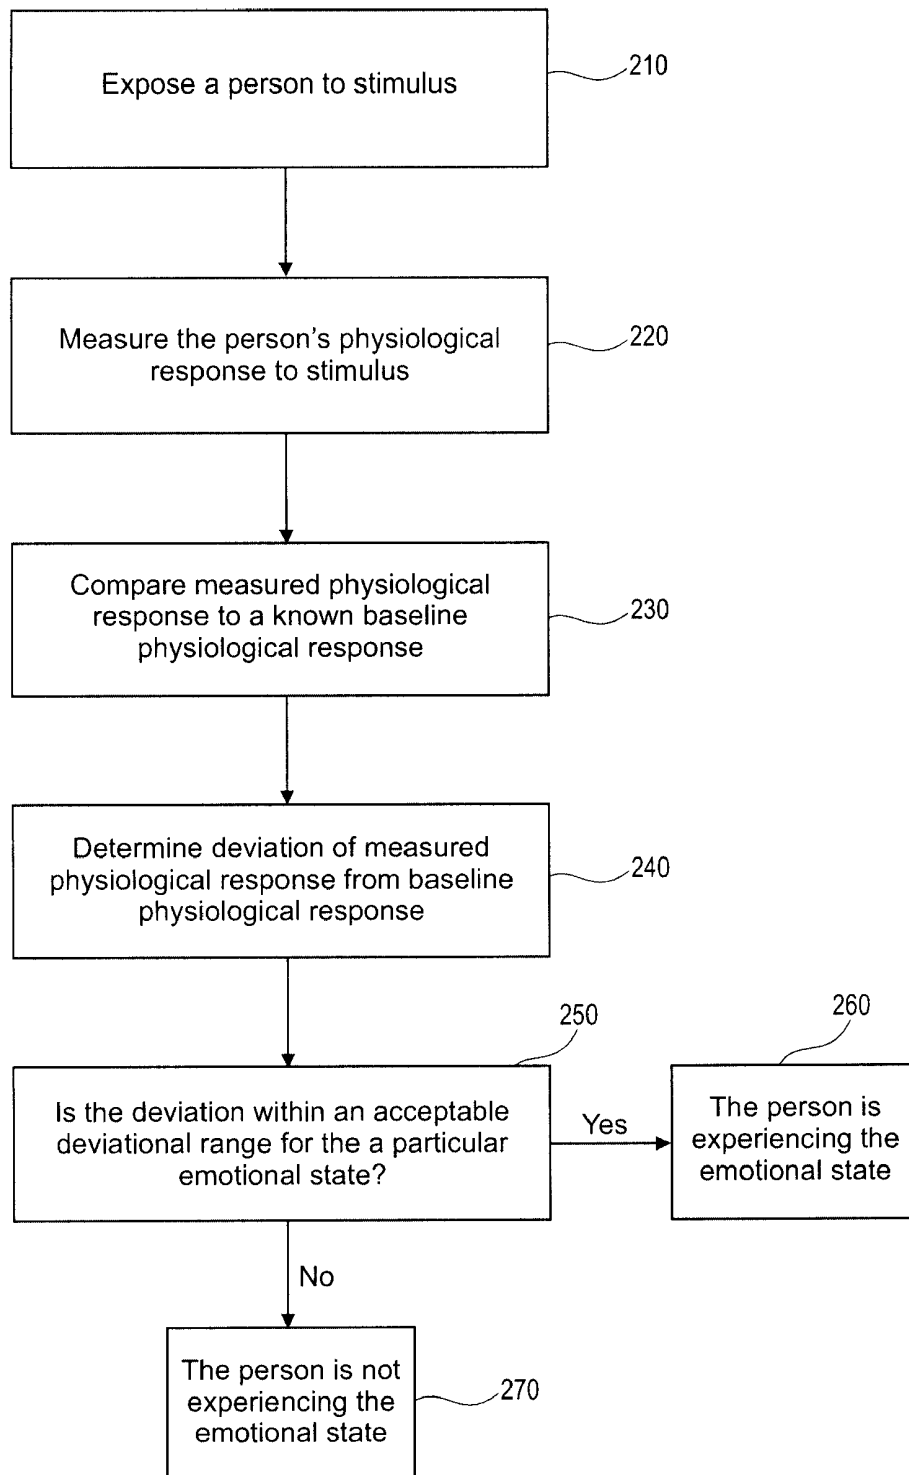 Expose a person to stimulus
210
Measure the person's physiological
response to stimulus
220
Compare measured physiological
response to a known baseline
physiological response
230
Determine deviation of measured
physiological response from baseline
physiological response
240
250
Is the deviation within an acceptable
deviational range for the a particular
emotional state?
Yes
260
The person is
experiencing the
emotional state
No
The person is not
experiencing the
emotional state
270